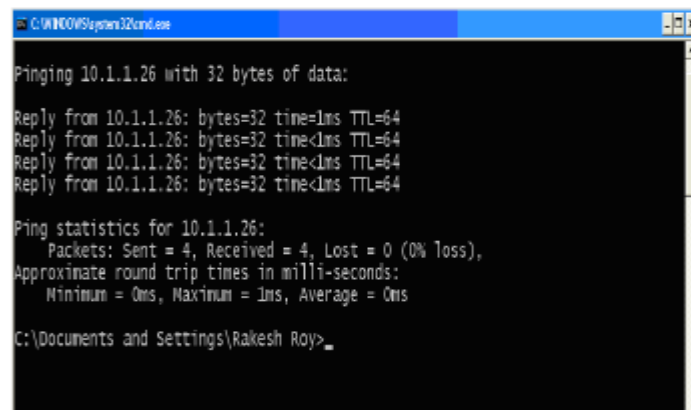 C:\WINDOWS\system32\cmd.exe
Pinging 10.1.1.26 with 32 bytes of data:
Reply from 10.1.1.26: bytes=32 time=1ms TTL=64
Reply from 10.1.1.26: bytes=32 time<1ms TTL=64
Reply from 10.1.1.26: bytes=32 time<1ms TTL=64
Reply from 10.1.1.26: bytes=32 time<1ms TTL=64
Ping statistics for 10.1.1.26:
Packets: Sent = 4, Received = 4, Lost = 0 (0% loss),
Approximate round trip times in milli-seconds:
Minimum = 0ms, Maximum = 1ms, Average = 0ms
C:\Documents and Settings\Rakesh Roy>_